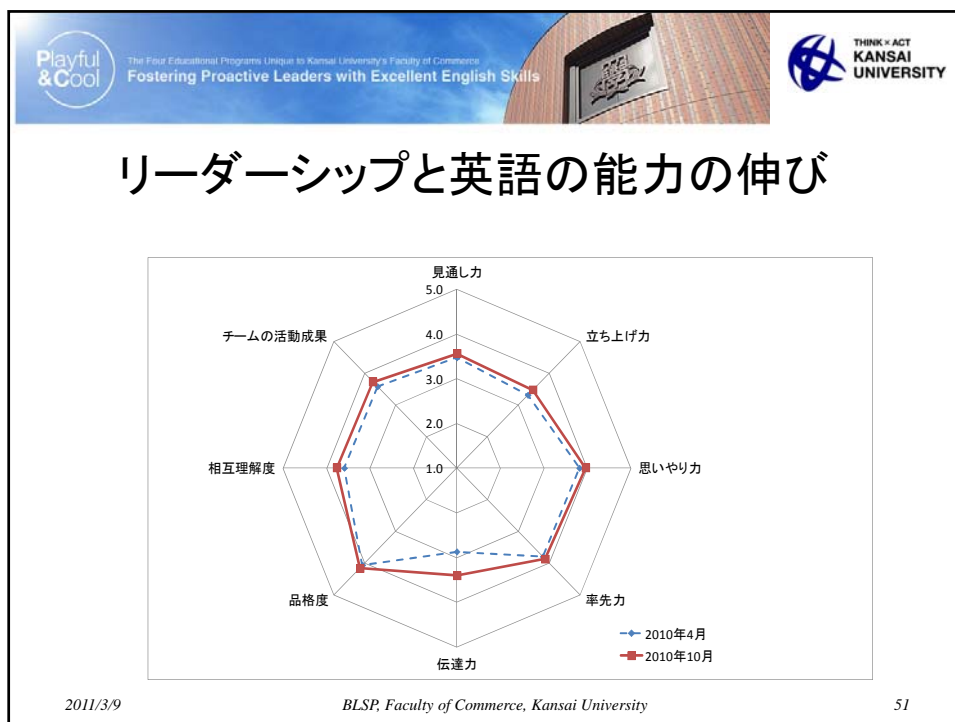 Playful
&Cool
The Four Educational Programs Unique to Kansai University's Faculty of Commerce
Fostering Proactive Leaders with Excellent English Skills
THINK×ACT
KANSAI
UNIVERSITY
リーダーシップと英語の能力の伸び
見通し力
5.0
チームの活動成果
4.0
立ち上げ力
3.0
2.0
相互理解度
1.0
思いやり力
品格度
率先力
2010年4月
2010年10月
伝達力
2011/3/9
BLSP, Faculty of Commerce, Kansai University
51